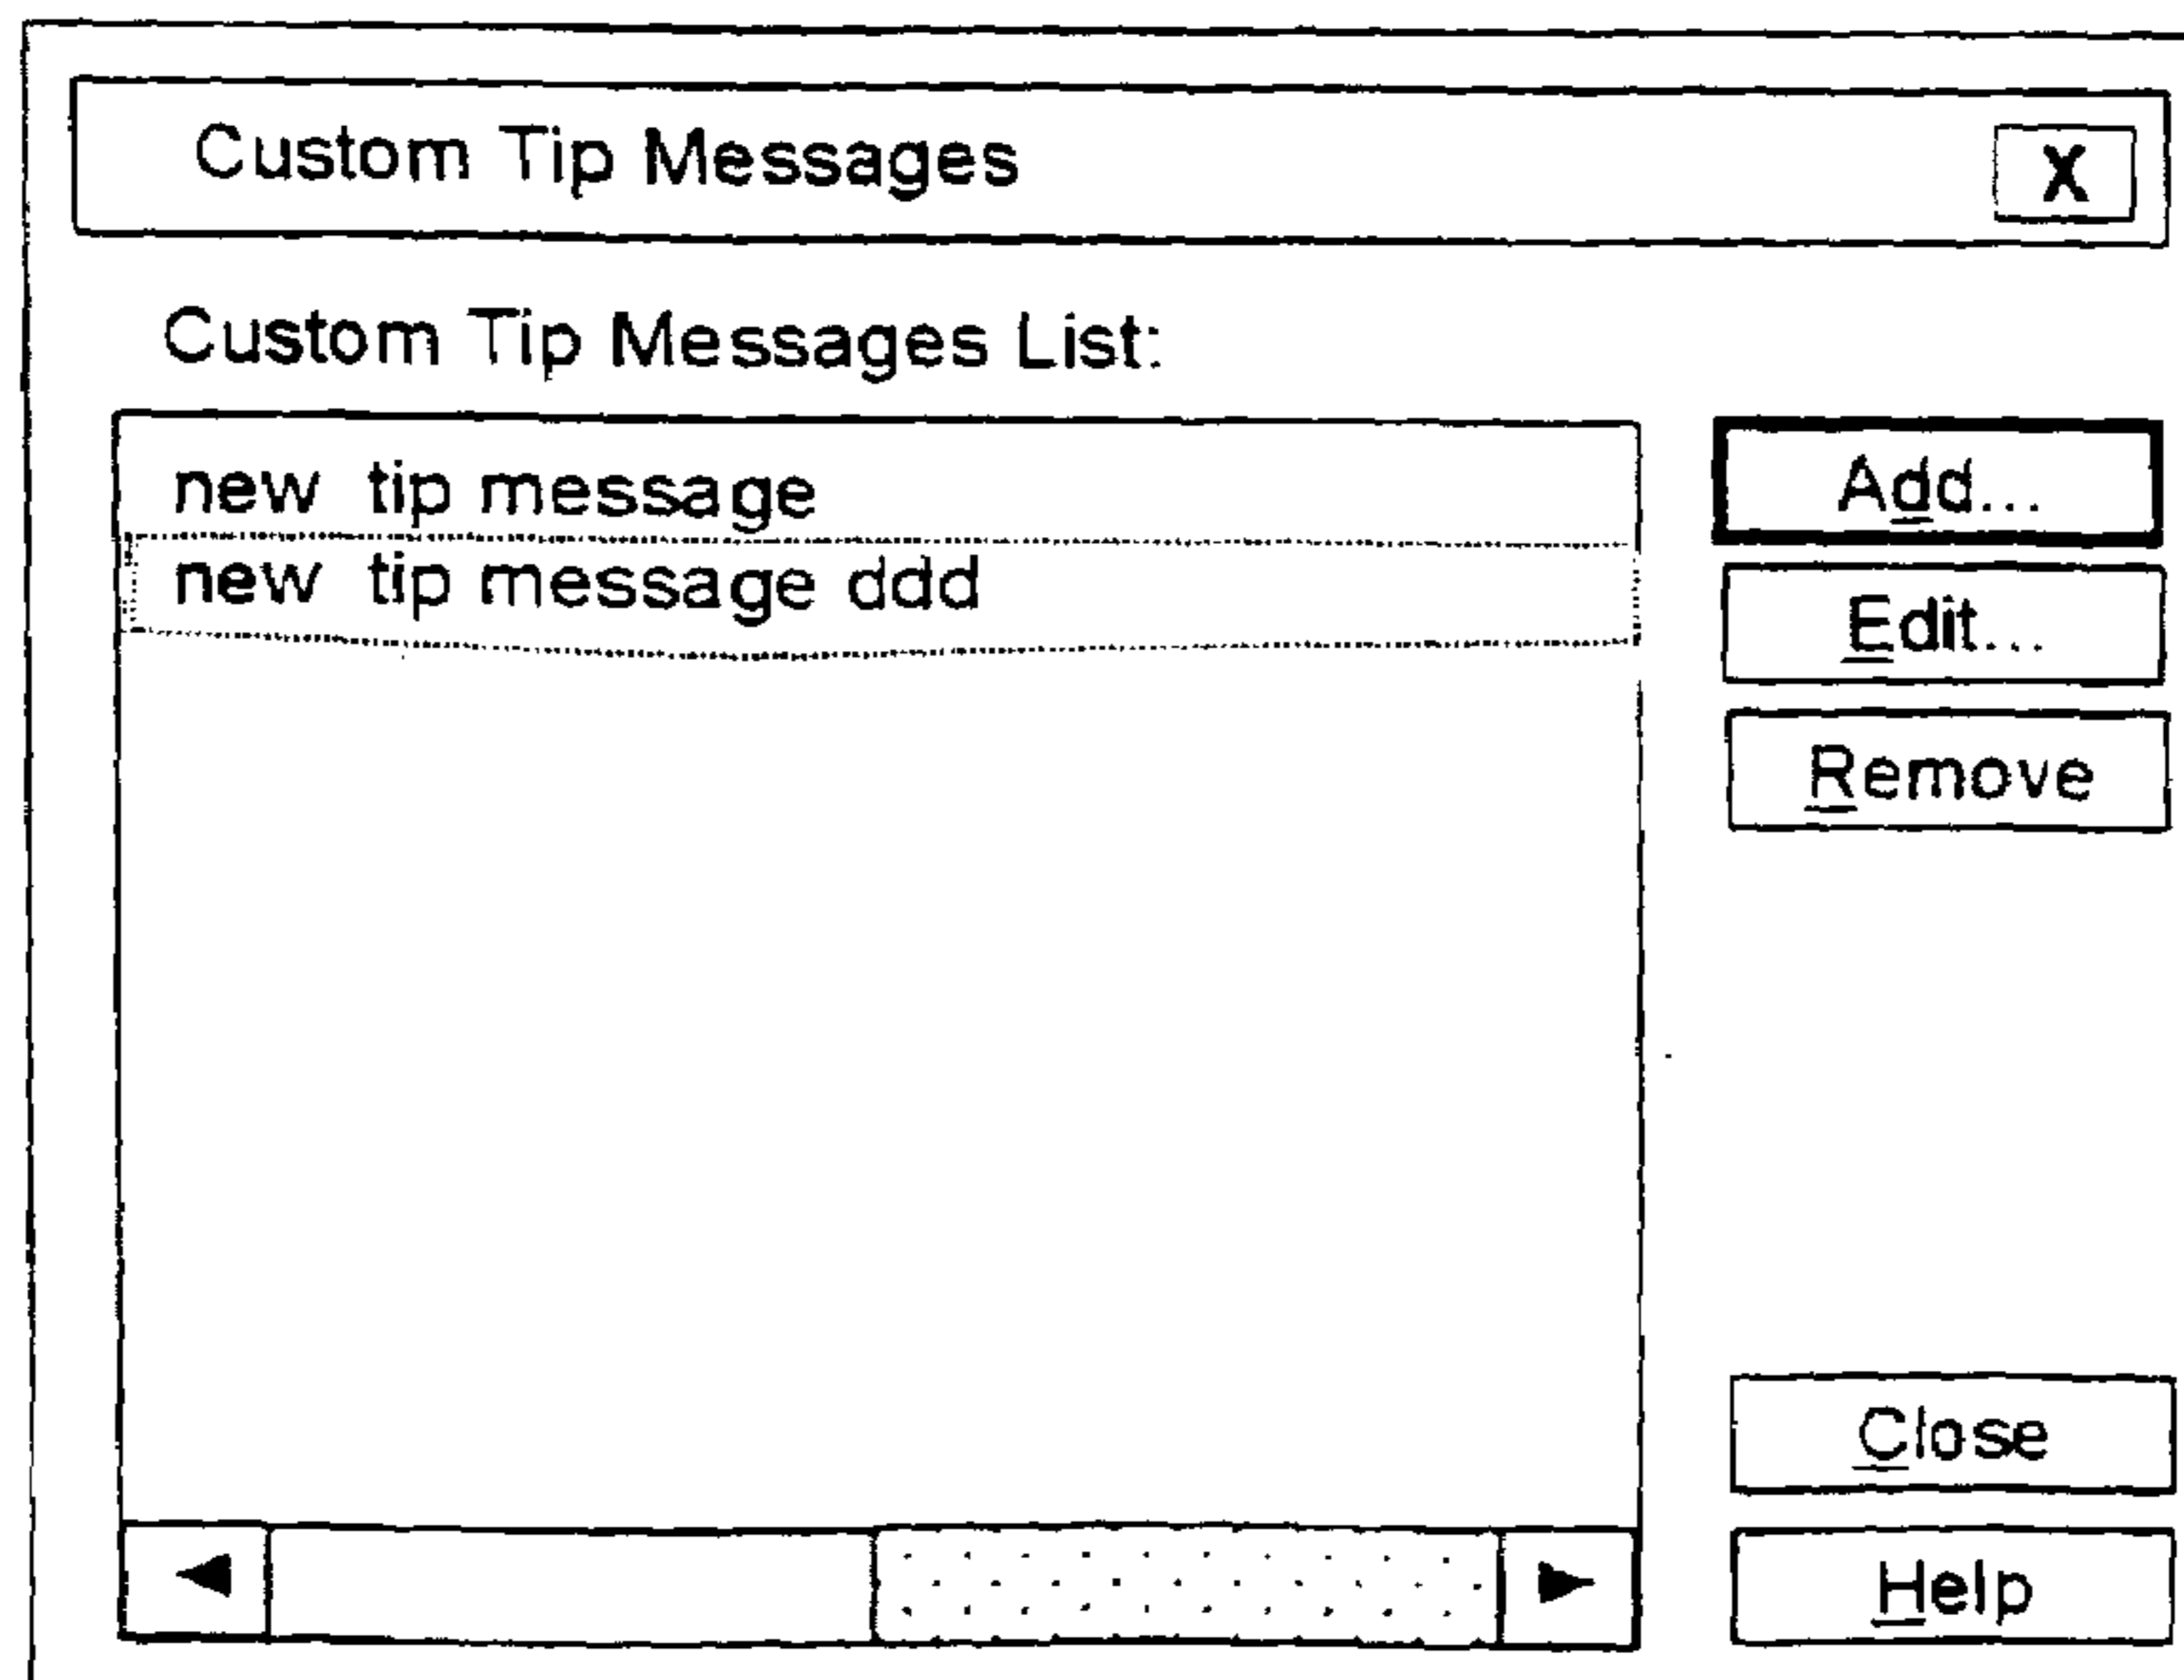 Custom Tip Messages X
Custom Tip Messages List:
new tip message
new tip message ddd
Add...
Edit...
Remove
Close
Help